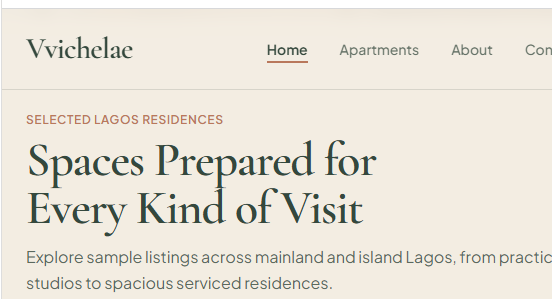 Vvichelae
Home Apartments About
SELECTED LAGOS RESIDENCES
Spaces Prepared for
Every Kind of Visit
Explore sample listings across mainland and island Lagos, from
studios to spacious serviced residences.